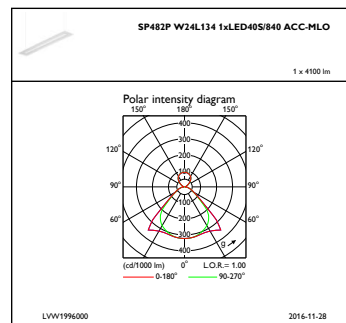 SP482P W24L134 1xLED40S/840 ACC-MLO
1 x 4100 lm
Polar intensity diagram
150° 180° 150°
400
300
120° 200 120°
100
90° 90°
100
200
60° 300 60°
400
g
(cd/1000 lm) 0° L.O.R.= 1.00
0-180° 90-270°
LVW1996000 2016-11-28